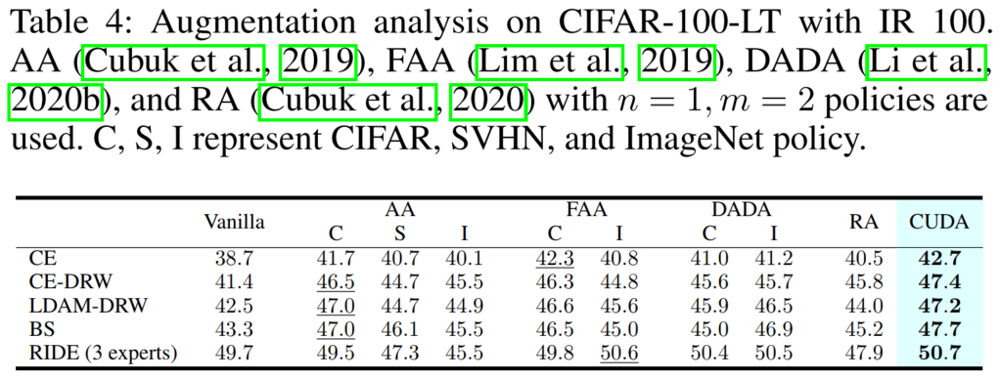 Table 4: Augmentation analysis on CIFAR-100-LT with IR 100.
AA (Cubuk et al., 2019), FAA (Lim et al., 2019), DADA (Li et al.,
2020b), and RA (Cubuk et al., 2020) with n = 1, m = 2 policies are
used. C, S, I represent CIFAR, SVHN, and ImageNet policy.
Vanilla AA FAA DADA RA CUDA
C S I C I C I
CE 38.7 41.7 40.7 40.1 42.3 40.8 41.0 41.2 40.5 42.7
CE-DRW 41.4 46.5 44.7 45.5 46.3 44.8 45.6 45.7 45.8 47.4
LDAM-DRW 42.5 47.0 44.7 44.9 46.6 45.6 45.9 46.5 44.0 47.2
BS 43.3 47.0 46.1 45.5 46.5 45.0 45.0 46.9 45.2 47.7
RIDE (3 experts) 49.7 49.5 47.3 45.5 49.8 50.6 50.4 50.5 47.9 50.7